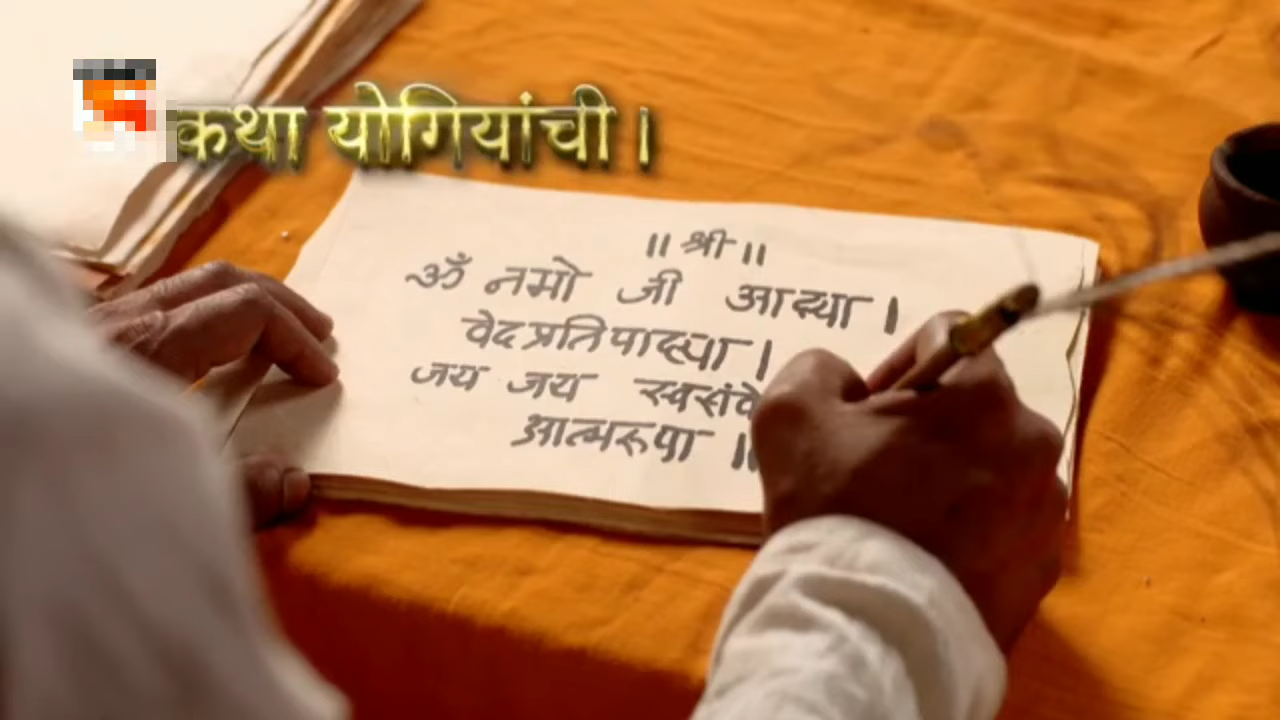 कथा योगियांची ।
॥ श्री ॥
ॐ नमो जी आद्या ।
वेदप्रतिपाद्या ।
जय जय
आत्मरूपा ॥